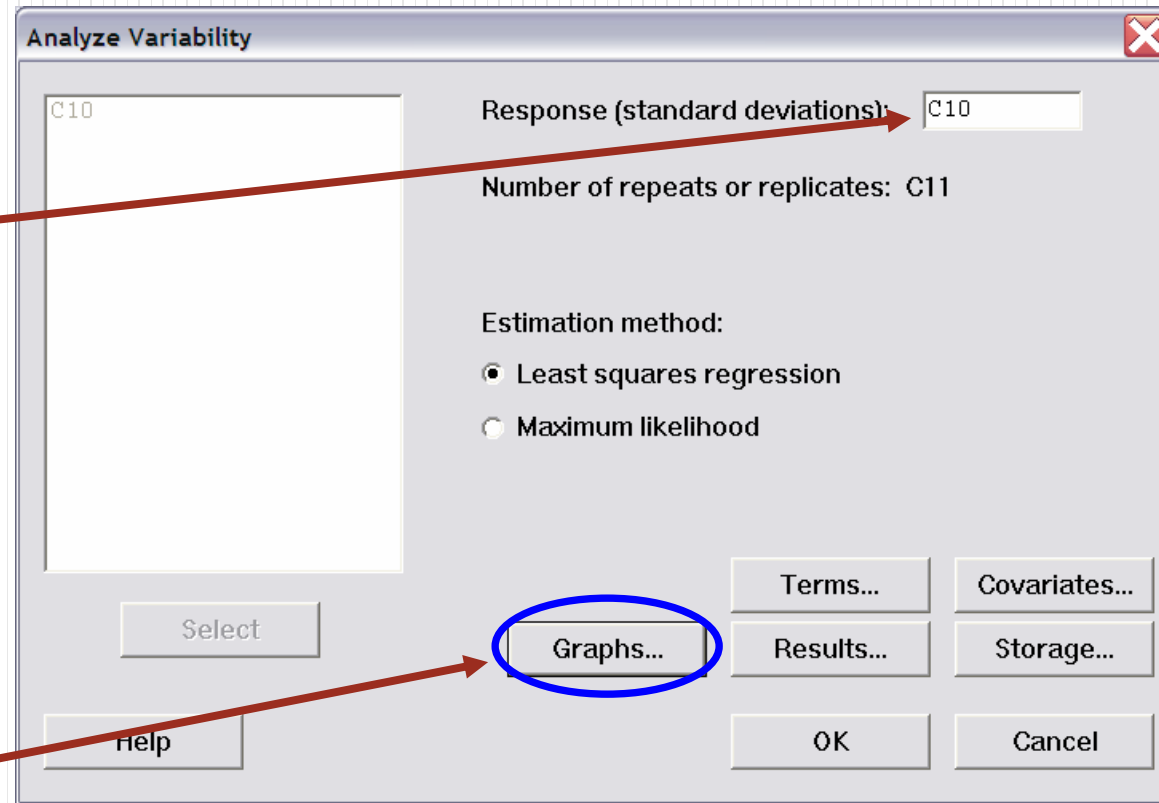 Analyze Variability
C10
Response (standard deviations): C10
Number of repeats or replicates: C11
Estimation method:
Least squares regression
Maximum likelihood
Terms... Covariates...
Select Graphs... Results... Storage...
Help OK Cancel